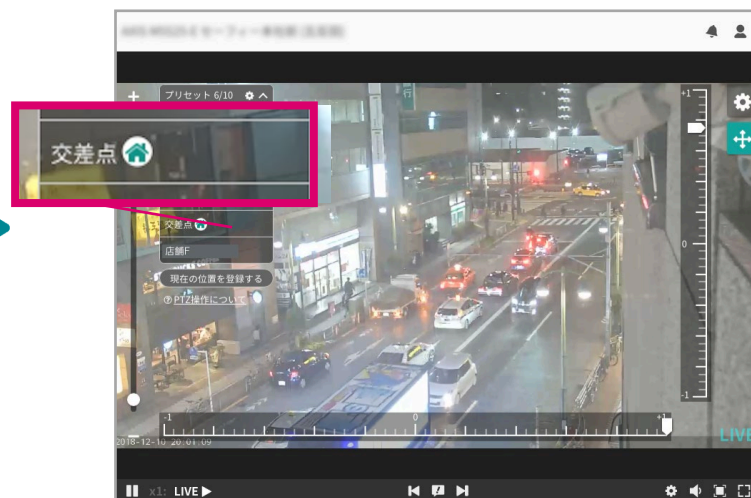 プリセット 6/10
交差点
交差点
店舗F
現在の位置を登録する
PTZ操作について
+1
0
-1
-1
0
+1
2018-12-10 20:01:09
LIVE
x1:
LIVE